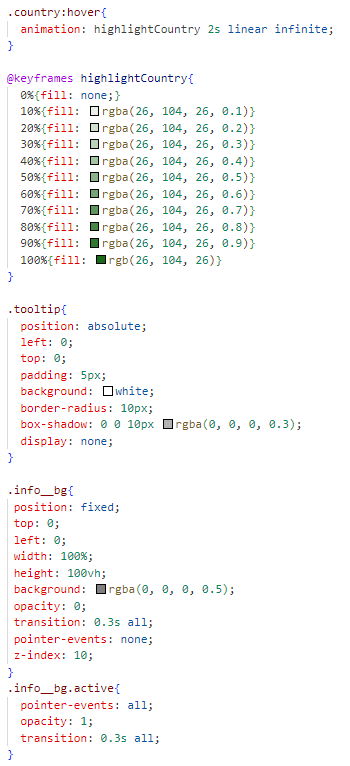 .country:hover{
  animation: highlightCountry 2s linear infinite;
}

@keyframes highlightCountry{
  0%{fill: none;}
  10%{fill: rgba(26, 104, 26, 0.1)}
  20%{fill: rgba(26, 104, 26, 0.2)}
  30%{fill: rgba(26, 104, 26, 0.3)}
  40%{fill: rgba(26, 104, 26, 0.4)}
  50%{fill: rgba(26, 104, 26, 0.5)}
  60%{fill: rgba(26, 104, 26, 0.6)}
  70%{fill: rgba(26, 104, 26, 0.7)}
  80%{fill: rgba(26, 104, 26, 0.8)}
  90%{fill: rgba(26, 104, 26, 0.9)}
  100%{fill: rgb(26, 104, 26)}
}

.tooltip{
  position: absolute;
  left: 0;
  top: 0;
  padding: 5px;
  background: white;
  border-radius: 10px;
  box-shadow: 0 0 10px rgba(0, 0, 0, 0.3);
  display: none;
}

.info__bg{
 position: fixed;
 top: 0;
 left: 0;
 width: 100%;
 height: 100vh;
 background: rgba(0, 0, 0, 0.5);
 opacity: 0;
 transition: 0.3s all;
 pointer-events: none;
 z-index: 10;
}
.info__bg.active{
  pointer-events: all;
  opacity: 1;
  transition: 0.3s all;
}